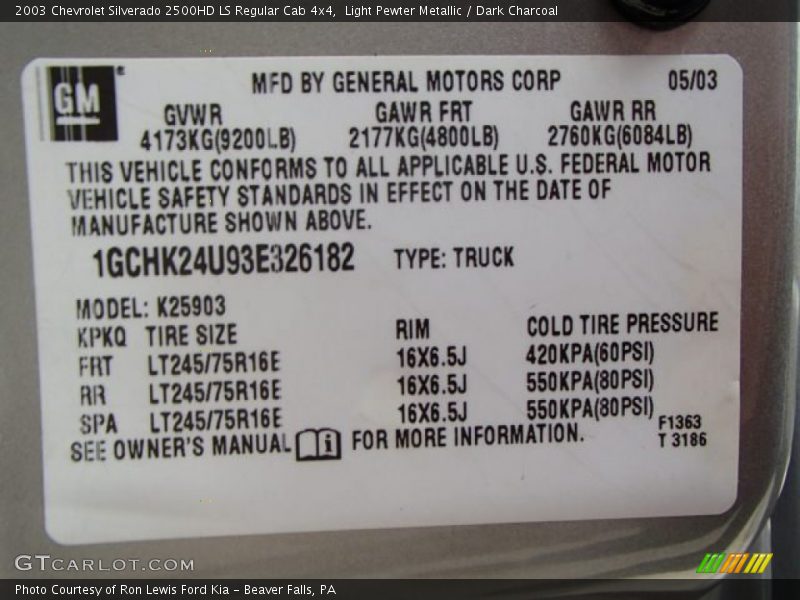 2003 Chevrolet Silverado 2500HD LS Regular Cab 4x4,  Light Pewter Metallic / Dark Charcoal
GM ® MFD BY GENERAL MOTORS CORP 05/03
GVWR GAWR FRT GAWR RR
4173KG(9200LB) 2177KG(4800LB) 2760KG(6084LB)
THIS VEHICLE CONFORMS TO ALL APPLICABLE U.S. FEDERAL MOTOR
VEHICLE SAFETY STANDARDS IN EFFECT ON THE DATE OF
MANUFACTURE SHOWN ABOVE.
1GCHK24U93E326182 TYPE: TRUCK
MODEL: K25903
KPKQ TIRE SIZE RIM COLD TIRE PRESSURE
FRT LT245/75R16E 16X6.5J 420KPA(60PSI)
RR LT245/75R16E 16X6.5J 550KPA(80PSI)
SPA LT245/75R16E 16X6.5J 550KPA(80PSI)
SEE OWNER'S MANUAL i FOR MORE INFORMATION.
F1363
T 3186
GTCARLOT.COM
Photo Courtesy of Ron Lewis Ford Kia – Beaver Falls, PA